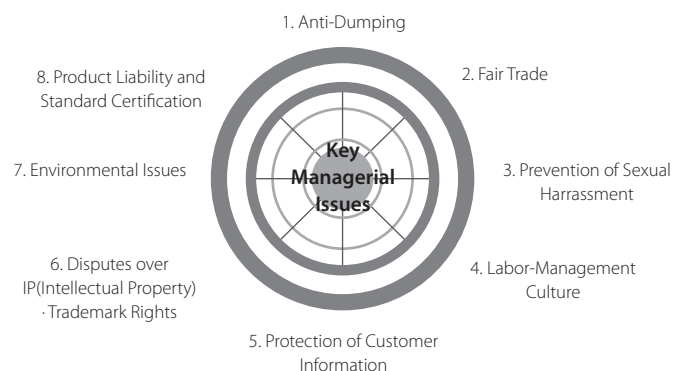 1. Anti-Dumping
2. Fair Trade
3. Prevention of Sexual
Harrassment
4. Labor-Management
Culture
5. Protection of Customer
Information
6. Disputes over
IP(Intellectual Property)
· Trademark Rights
7. Environmental Issues
8. Product Liability and
Standard Certification
Key
Managerial
Issues